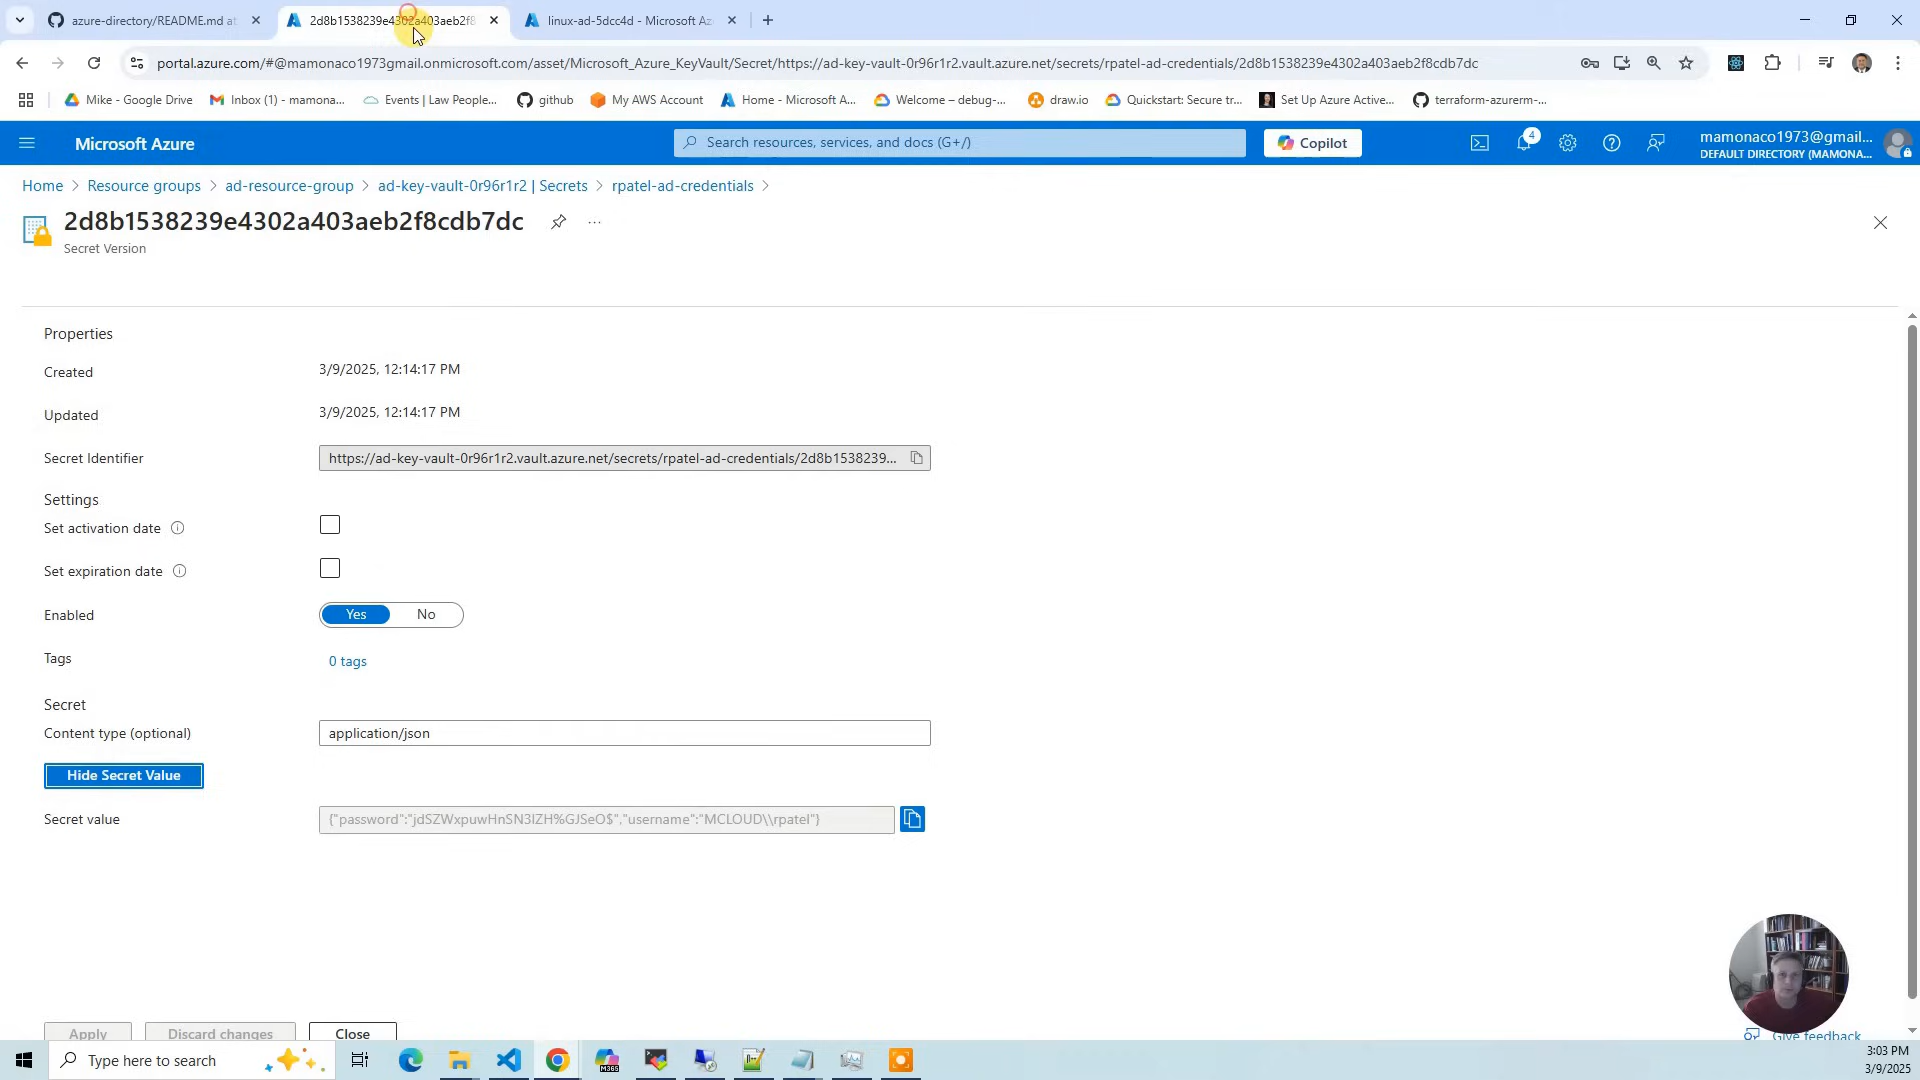 azure-directory/README.md at
2d8b1538239e4302a403aeb2f8
linux-ad-5dcc4d - Microsoft Az
portal.azure.com/#@mamonaco1973gmail.onmicrosoft.com/asset/Microsoft_Azure_KeyVault/Secret/https://ad-key-vault-0r96r1r2.vault.azure.net/secrets/rpatel-ad-credentials/2d8b1538239e4302a403aeb2f8cdb7dc
Mike - Google Drive
Inbox (1) - mamona...
Events | Law People...
github
My AWS Account
Home - Microsoft A...
Welcome – debug-...
draw.io
Quickstart: Secure tr...
Set Up Azure Active...
terraform-azurerm-...
Microsoft Azure
Search resources, services, and docs (G+/)
Copilot
4
mamonaco1973@gmail...
DEFAULT DIRECTORY (MAMONA...
Home > Resource groups > ad-resource-group > ad-key-vault-0r96r1r2 | Secrets > rpatel-ad-credentials >
2d8b1538239e4302a403aeb2f8cdb7dc
Secret Version
Properties
Created 3/9/2025, 12:14:17 PM
Updated 3/9/2025, 12:14:17 PM
Secret Identifier https://ad-key-vault-0r96r1r2.vault.azure.net/secrets/rpatel-ad-credentials/2d8b1538239...
Settings
Set activation date
Set expiration date
Enabled Yes No
Tags 0 tags
Secret
Content type (optional) application/json
Hide Secret Value
Secret value {"password":"jdSZWxpuwHnSN3IZH%GJSeO$","username":"MCLOUD\\rpatel"}
Apply Discard changes Close
Give feedback
Type here to search
M365
3:03 PM
3/9/2025